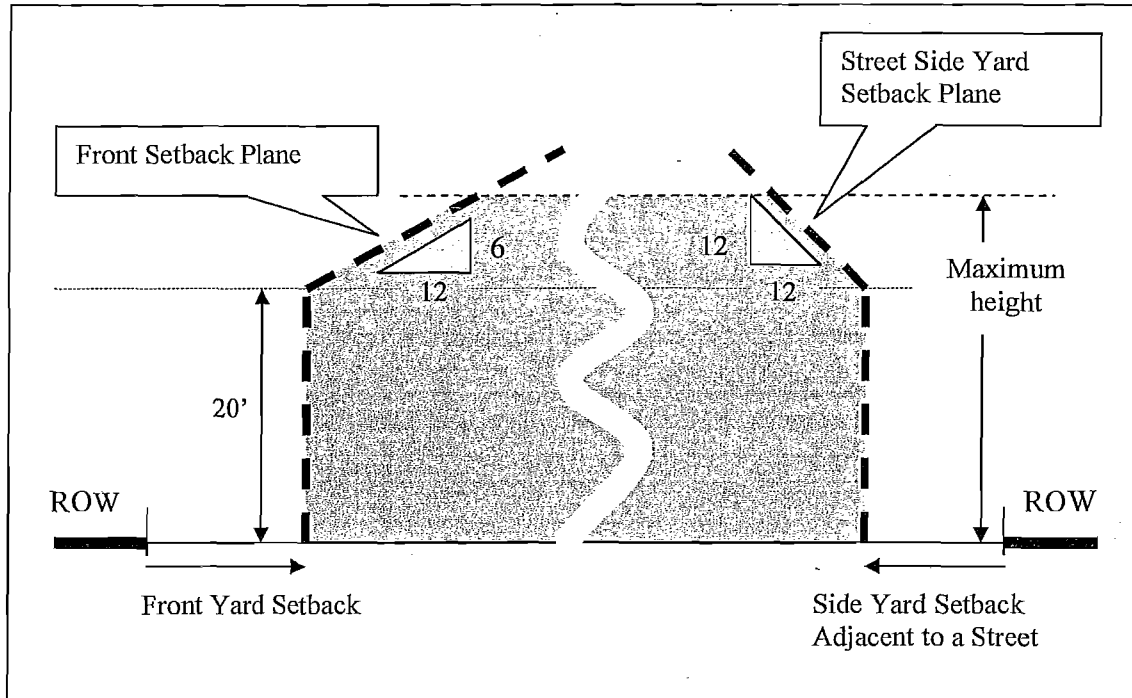 Street Side Yard
Setback Plane
Front Setback Plane
6
12
12
12
Maximum
height
20’
ROW
ROW
Front Yard Setback
Side Yard Setback
Adjacent to a Street